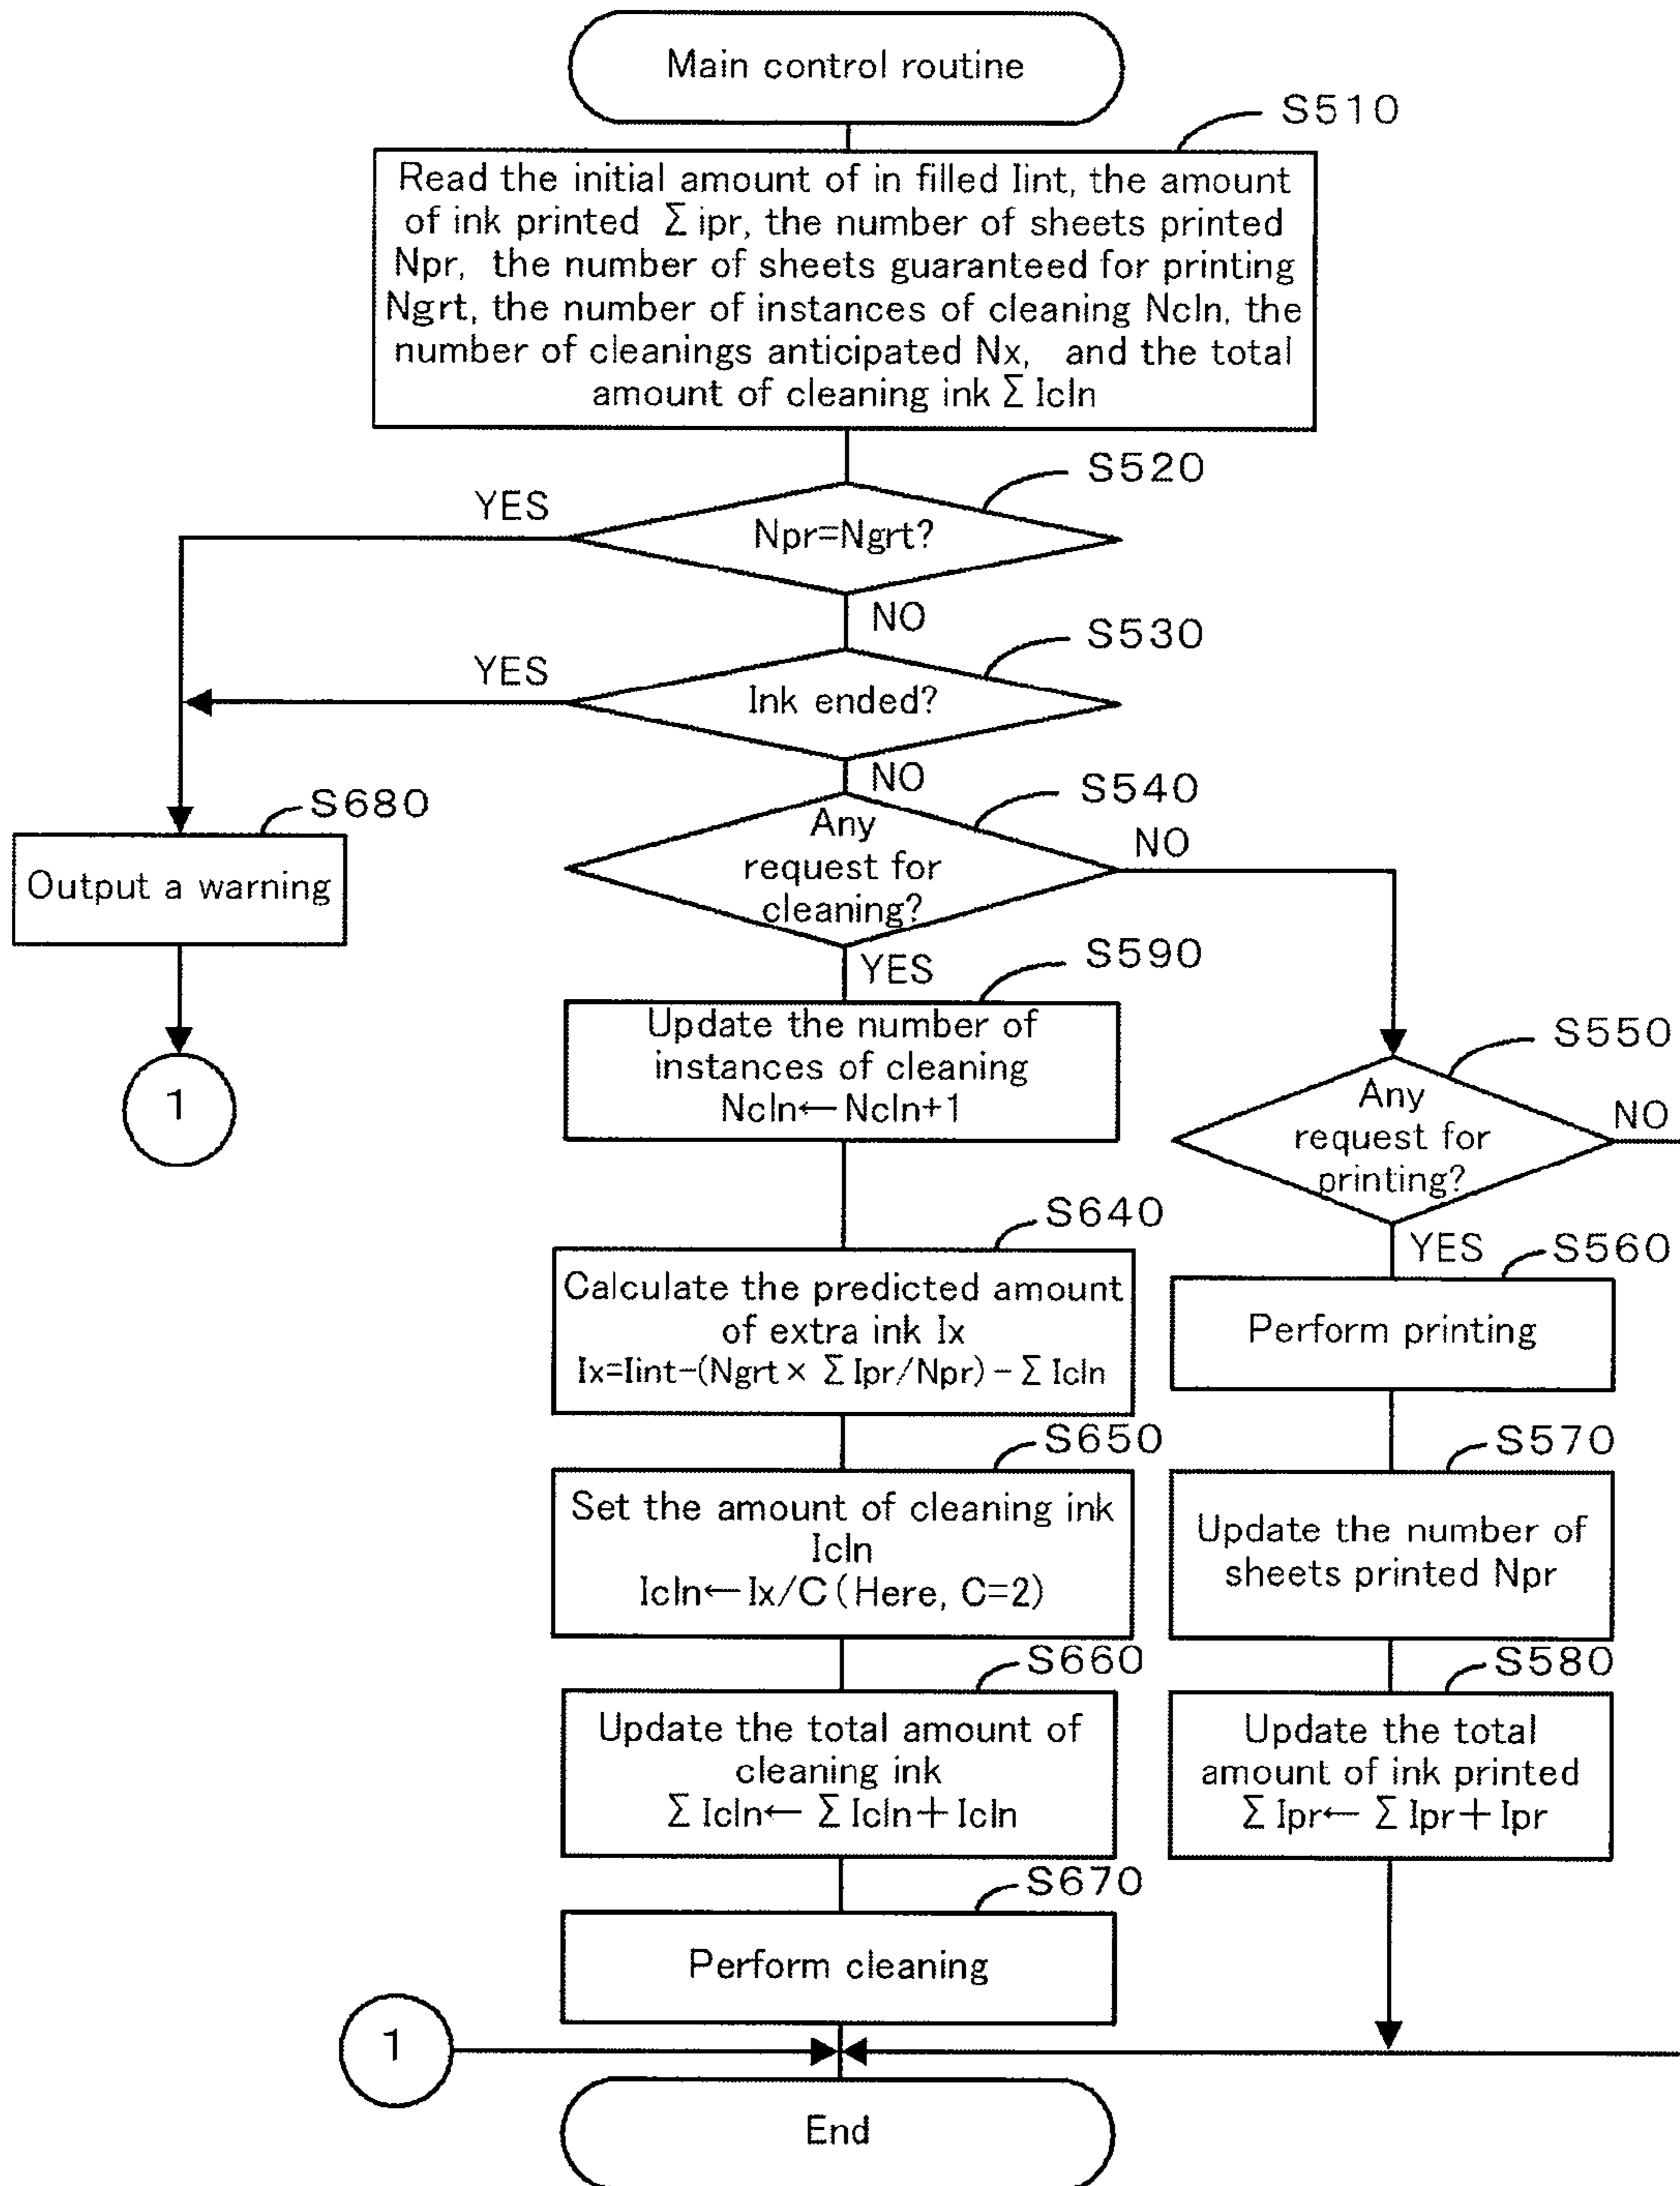 Main control routine
S510
Read the initial amount of in filled Iint, the amount
of ink printed Σ ipr, the number of sheets printed
Npr, the number of sheets guaranteed for printing
Ngrt, the number of instances of cleaning Ncln, the
number of cleanings anticipated Nx, and the total
amount of cleaning ink Σ Icln
S520
YES
Npr=Ngrt?
NO
S530
YES
Ink ended?
NO
S540
Any
request for
cleaning?
NO
S680
Output a warning
1
YES
S590
Update the number of
instances of cleaning
Ncln←Ncln+1
S550
Any
request for
printing?
NO
YES
S640
Calculate the predicted amount
of extra ink Ix
Ix=Iint-(Ngrt× Σ Ipr/Npr)- Σ Icln
S560
Perform printing
S650
Set the amount of cleaning ink
Icln
Icln←Ix/C (Here, C=2)
S570
Update the number of
sheets printed Npr
S660
Update the total amount of
cleaning ink
Σ Icln← Σ Icln+Icln
S580
Update the total
amount of ink printed
Σ Ipr← Σ Ipr+Ipr
S670
Perform cleaning
1
End